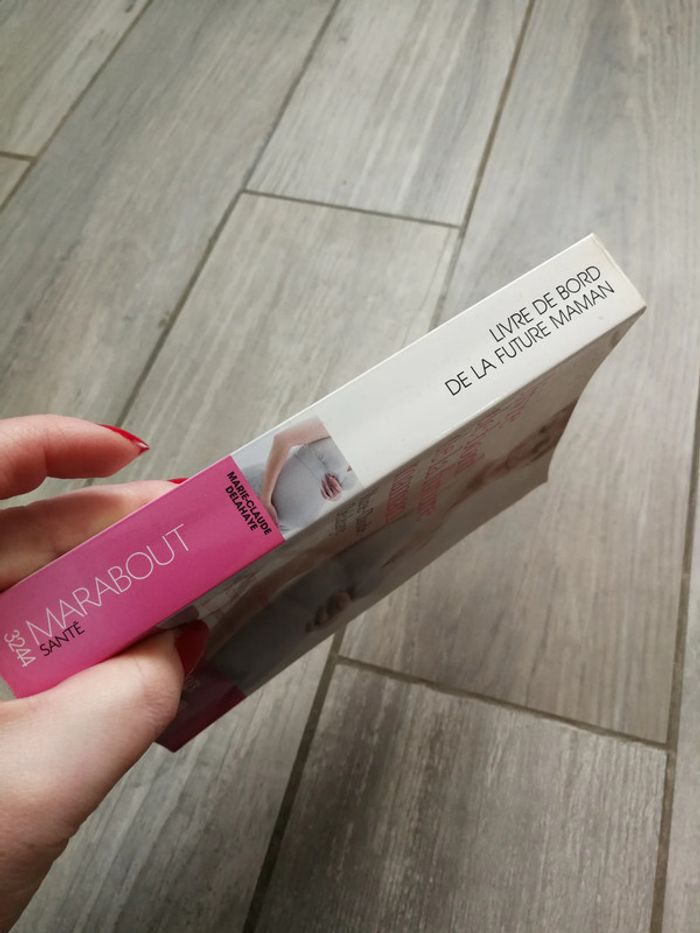 LIVRE DE BORD
DE LA FUTURE MAMAN
MARIE-CLAUDE
DELAHAYE
MARABOUT
SANTÉ
3244